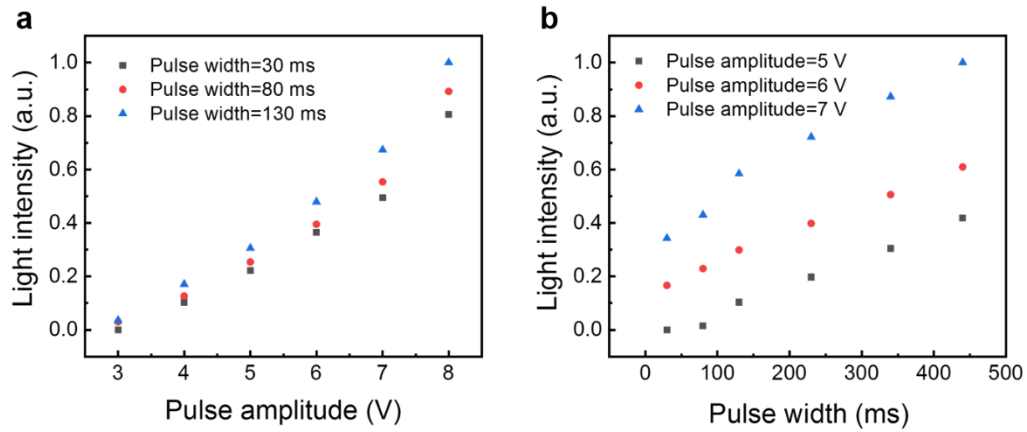 a
Light intensity (a.u.)
1.0
0.8
0.6
0.4
0.2
0.0
Pulse width=30 ms
Pulse width=80 ms
Pulse width=130 ms
3 4 5 6 7 8
Pulse amplitude (V)
b
Light intensity (a.u.)
1.0
0.8
0.6
0.4
0.2
0.0
Pulse amplitude=5 V
Pulse amplitude=6 V
Pulse amplitude=7 V
0 100 200 300 400 500
Pulse width (ms)